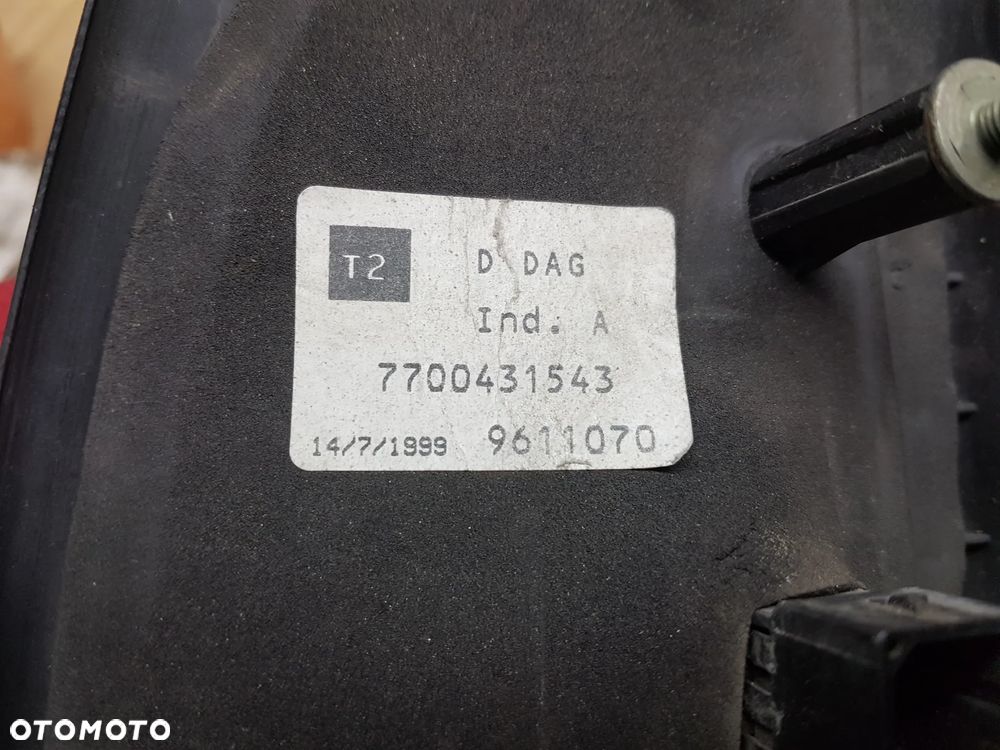 T2 D DAG
Ind. A
7700431543
14/7/1999 9611070
OTOMOTO